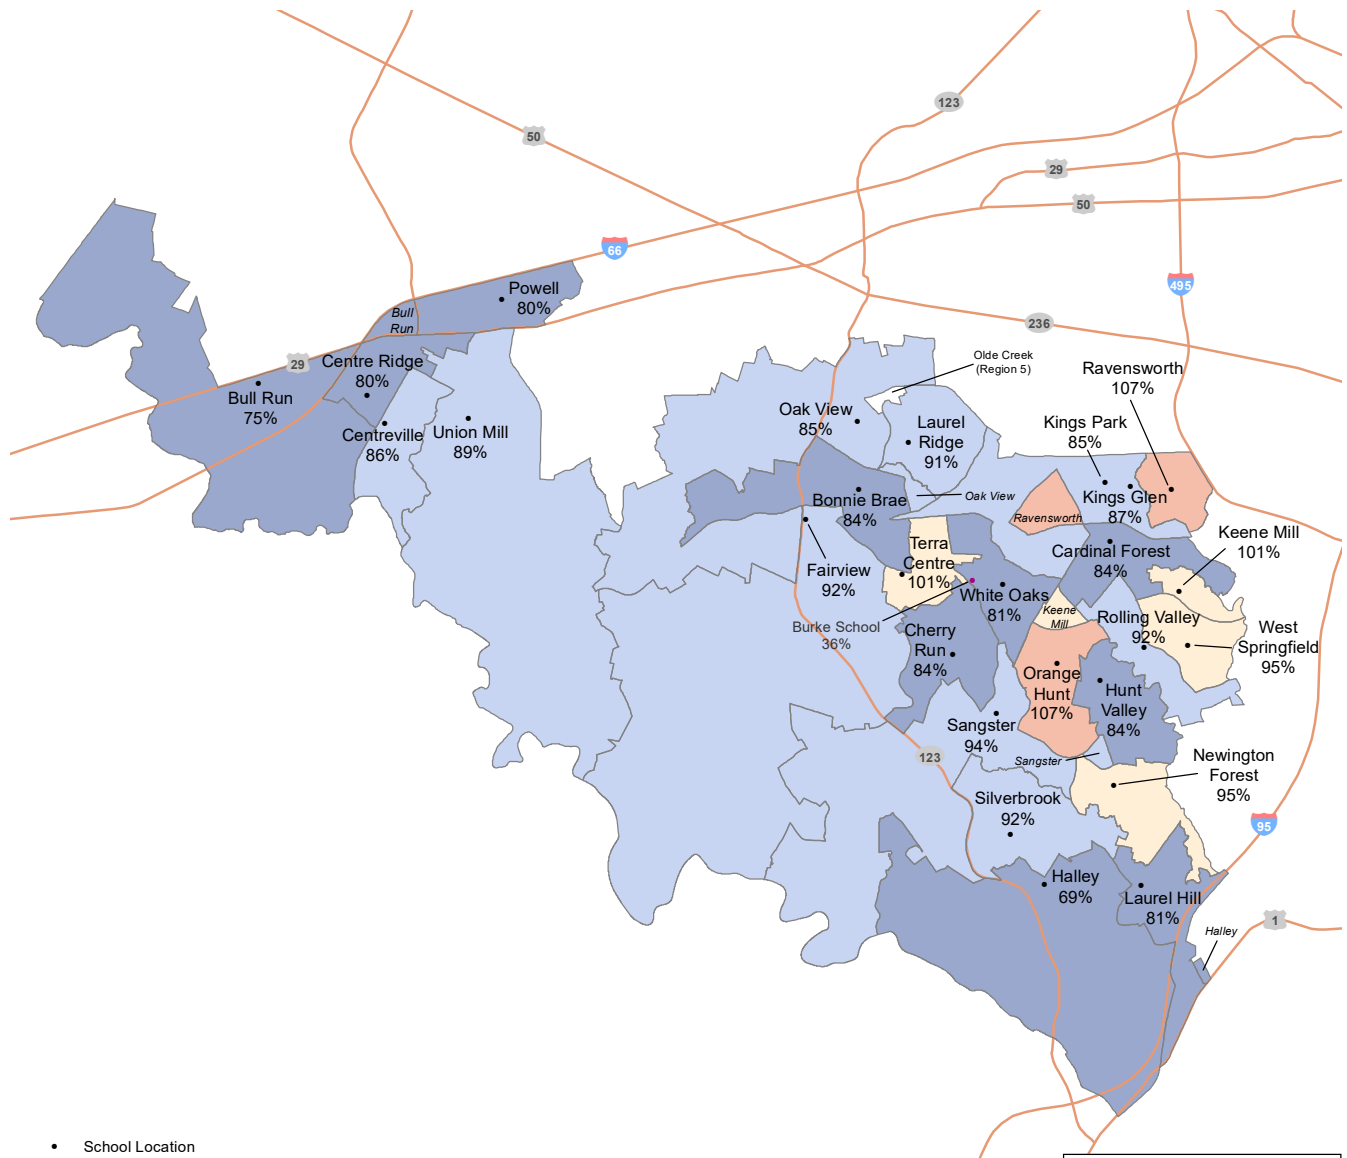 123
50
29
50
66
495
236
Powell
80%
Bull
Run
29
Centre Ridge
80%
Bull Run
75%
Centreville
86%
Union Mill
89%
Olde Creek
(Region 5)
Ravensworth
107%
Oak View
85%
Laurel
Ridge
91%
Kings Park
85%
Kings Glen
87%
Bonnie Brae
84%
Oak View
Ravensworth
Keene Mill
101%
Terra
Centre
101%
Cardinal Forest
84%
Fairview
92%
White Oaks
81%
Keene
Mill
Rolling Valley
92%
West
Springfield
95%
Burke School
36%
Cherry
Run
84%
Orange
Hunt
107%
Hunt
Valley
84%
Sangster
94%
Sangster
123
Newington
Forest
95%
Silverbrook
92%
95
Halley
69%
Laurel Hill
81%
Halley
1
School Location